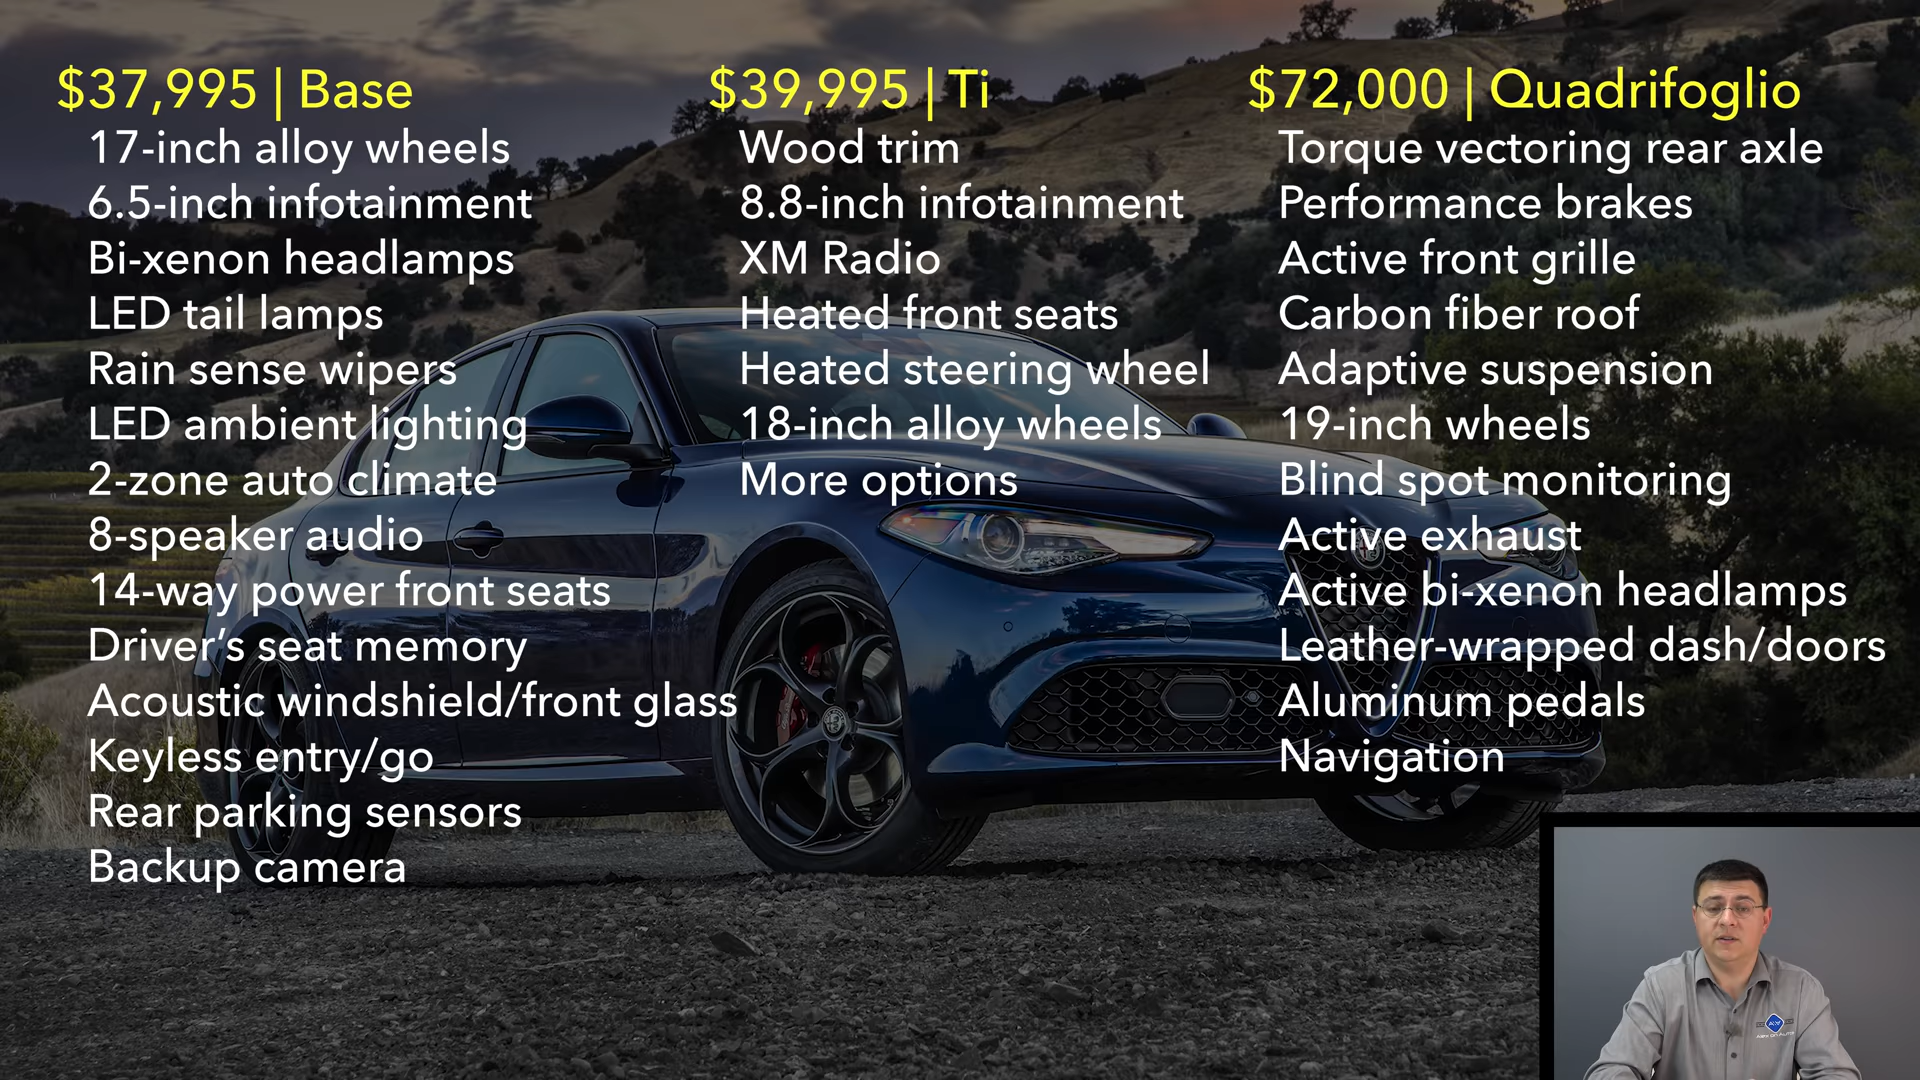 $37,995 | Base
17-inch alloy wheels
6.5-inch infotainment
Bi-xenon headlamps
LED tail lamps
Rain sense wipers
LED ambient lighting
2-zone auto climate
8-speaker audio
14-way power front seats
Driver’s seat memory
Acoustic windshield/front glass
Keyless entry/go
Rear parking sensors
Backup camera
$39,995 | Ti
Wood trim
8.8-inch infotainment
XM Radio
Heated front seats
Heated steering wheel
18-inch alloy wheels
More options
$72,000 | Quadrifoglio
Torque vectoring rear axle
Performance brakes
Active front grille
Carbon fiber roof
Adaptive suspension
19-inch wheels
Blind spot monitoring
Active exhaust
Active bi-xenon headlamps
Leather-wrapped dash/doors
Aluminum pedals
Navigation